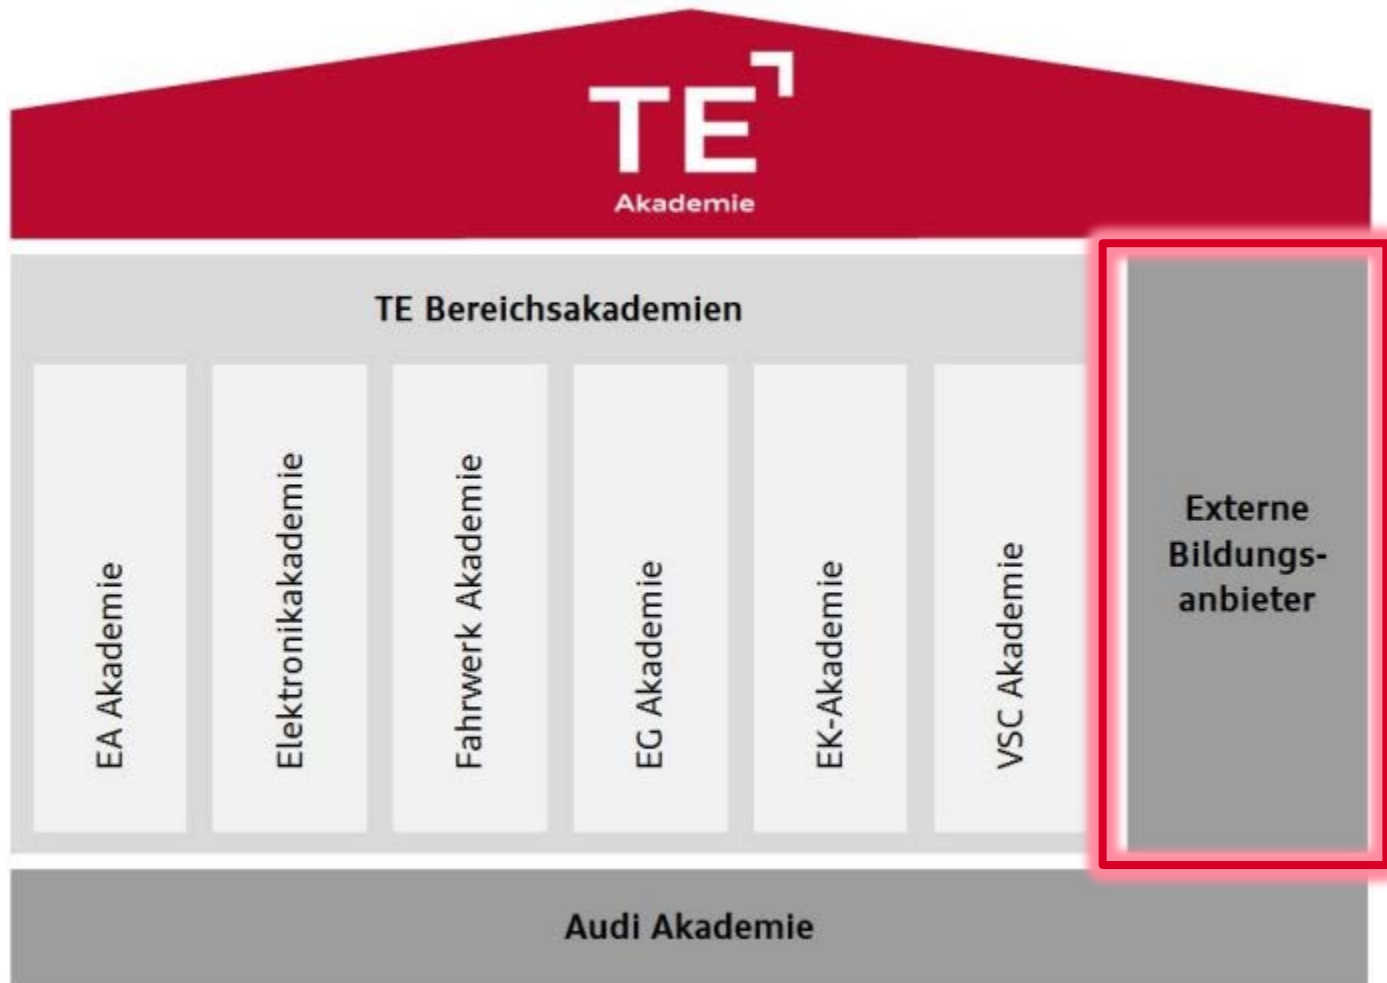 TE
Akademie
TE Bereichsakademien
EA Akademie
Elektronikakademie
Fahrwerk Akademie
EG Akademie
EK-Akademie
VSC Akademie
Externe
Bildungs-
anbieter
Audi Akademie